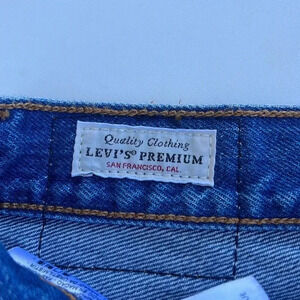 Quality Clothing
LEVI'S® PREMIUM
SAN FRANCISCO, CAL.